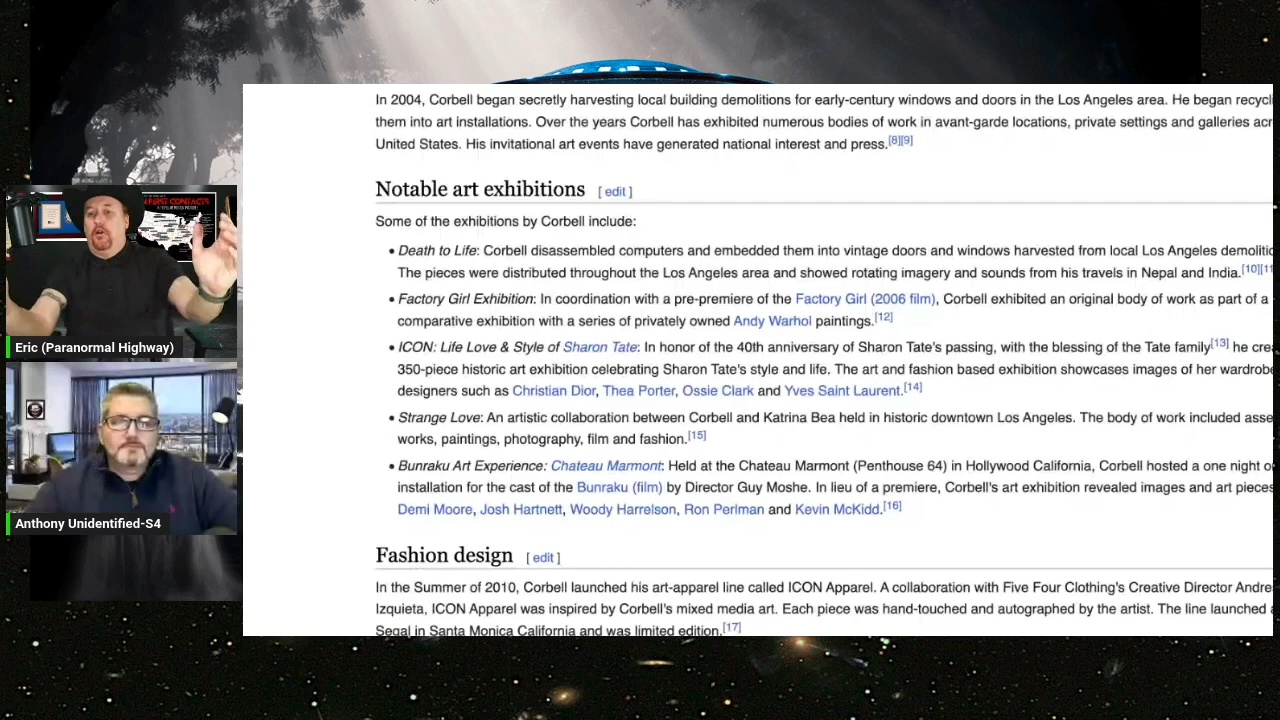 In 2004, Corbell began secretly harvesting local building demolitions for early-century windows and doors in the Los Angeles area. He began recycl
them into art installations. Over the years Corbell has exhibited numerous bodies of work in avant-garde locations, private settings and galleries acr
United States. His invitational art events have generated national interest and press.[8][9]
Notable art exhibitions [ edit ]
Some of the exhibitions by Corbell include:
• Death to Life: Corbell disassembled computers and embedded them into vintage doors and windows harvested from local Los Angeles demolitic
The pieces were distributed throughout the Los Angeles area and showed rotating imagery and sounds from his travels in Nepal and India.[10][11
• Factory Girl Exhibition: In coordination with a pre-premiere of the Factory Girl (2006 film), Corbell exhibited an original body of work as part of a
comparative exhibition with a series of privately owned Andy Warhol paintings.[12]
• ICON: Life Love & Style of Sharon Tate: In honor of the 40th anniversary of Sharon Tate's passing, with the blessing of the Tate family[13] he crea
350-piece historic art exhibition celebrating Sharon Tate's style and life. The art and fashion based exhibition showcases images of her wardrobe
designers such as Christian Dior, Thea Porter, Ossie Clark and Yves Saint Laurent.[14]
• Strange Love: An artistic collaboration between Corbell and Katrina Bea held in historic downtown Los Angeles. The body of work included asse
works, paintings, photography, film and fashion.[15]
• Bunraku Art Experience: Chateau Marmont: Held at the Chateau Marmont (Penthouse 64) in Hollywood California, Corbell hosted a one night o
installation for the cast of the Bunraku (film) by Director Guy Moshe. In lieu of a premiere, Corbell's art exhibition revealed images and art pieces
Demi Moore, Josh Hartnett, Woody Harrelson, Ron Perlman and Kevin McKidd.[16]
Fashion design [ edit ]
In the Summer of 2010, Corbell launched his art-apparel line called ICON Apparel. A collaboration with Five Four Clothing's Creative Director Andre
Izquieta, ICON Apparel was inspired by Corbell's mixed media art. Each piece was hand-touched and autographed by the artist. The line launched a
Segal in Santa Monica California and was limited edition.[17]
FIRST CONTACTS
Eric (Paranormal Highway)
Anthony Unidentified-S4